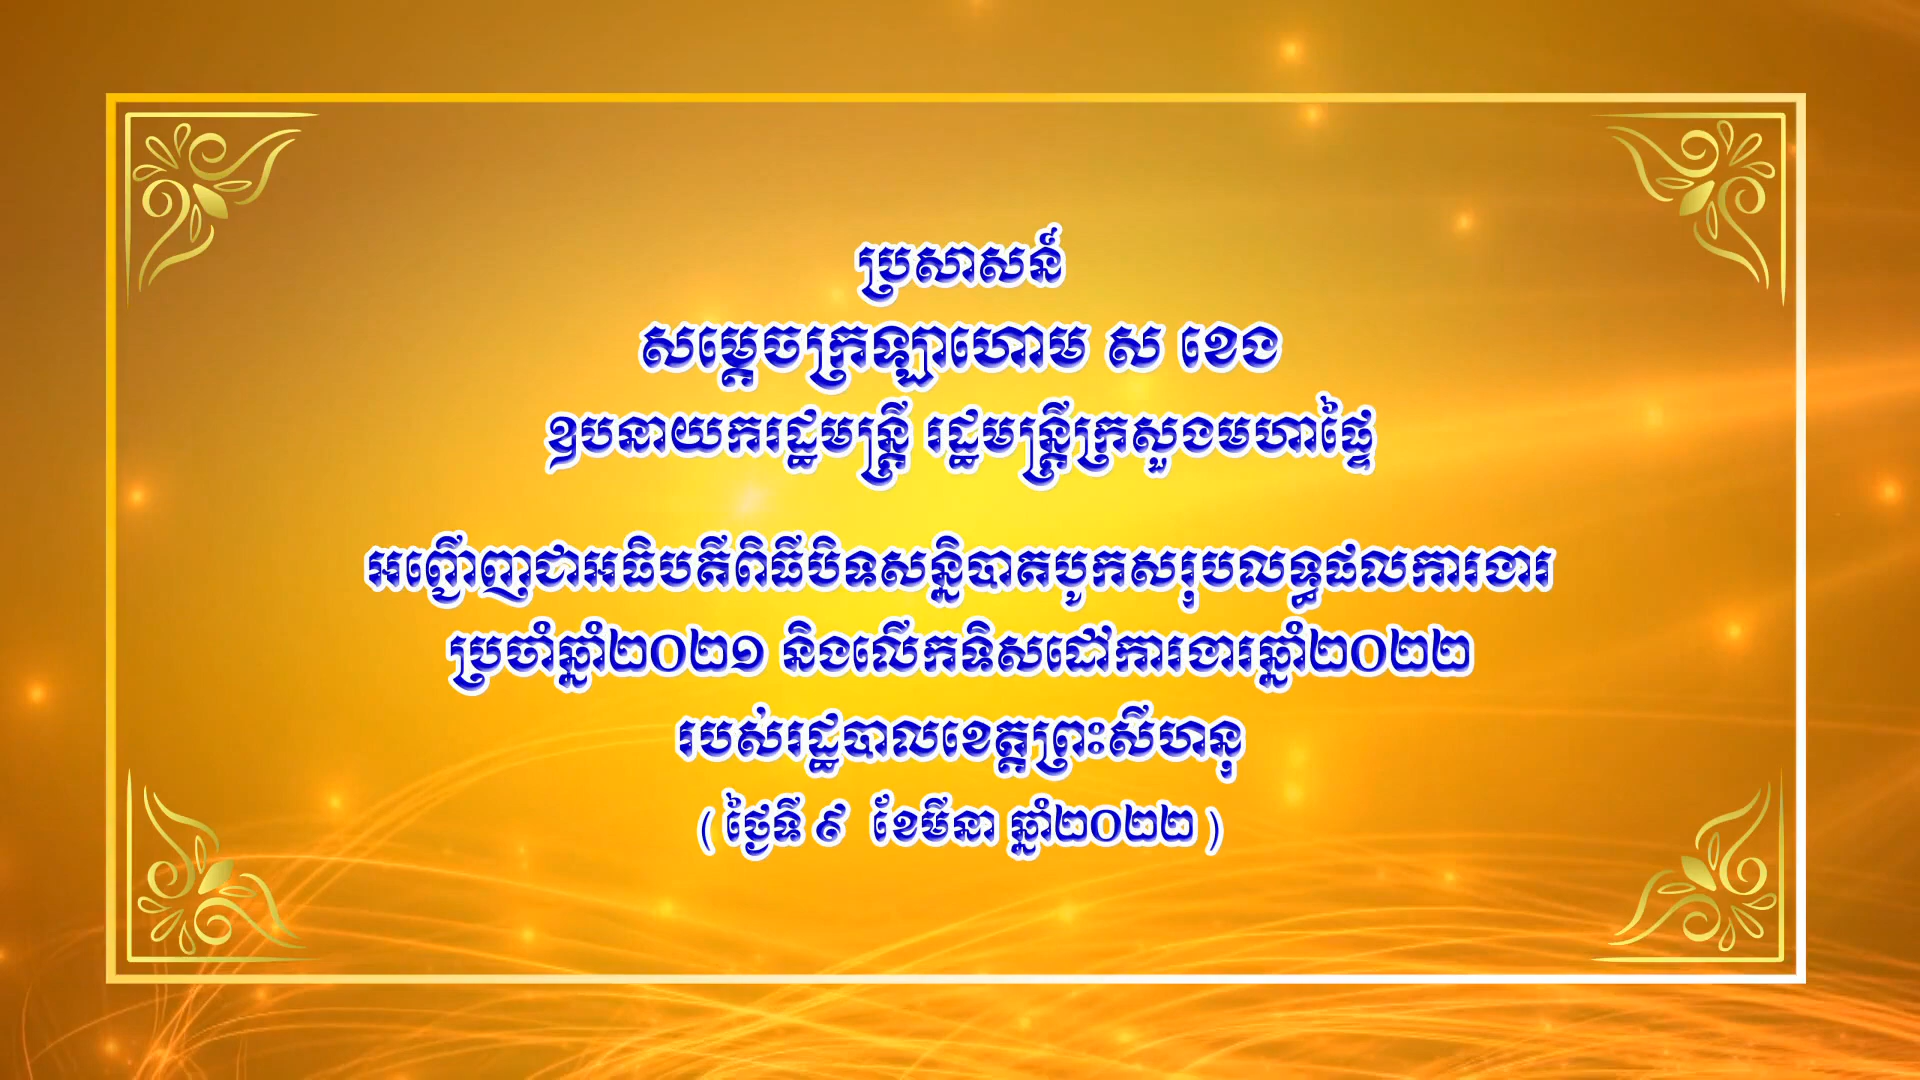 ប្រសាសន៍
សម្ដេចក្រឡាហោម ស ខេង
ឧបនាយករដ្ឋមន្ត្រី រដ្ឋមន្ត្រីក្រសួងមហាផ្ទៃ
អញ្ជើញជាអធិបតីពិធីបិទសន្និបាតបូកសរុបលទ្ធផលការងារ
ប្រចាំឆ្នាំ២០២១ និងលើកទិសដៅការងារឆ្នាំ២០២២
របស់រដ្ឋបាលខេត្តព្រះសីហនុ
( ថ្ងៃទី ៩ ខែមីនា ឆ្នាំ២០២២ )